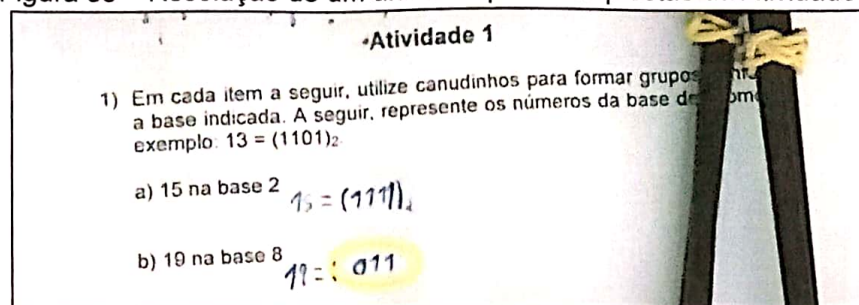 Atividade 1
1) Em cada item a seguir, utilize canudinhos para formar grupos
a base indicada. A seguir, represente os números da base
exemplo: 13 = (1101)₂
a) 15 na base 2
15 = (1111)₂
b) 19 na base 8
19 = 011